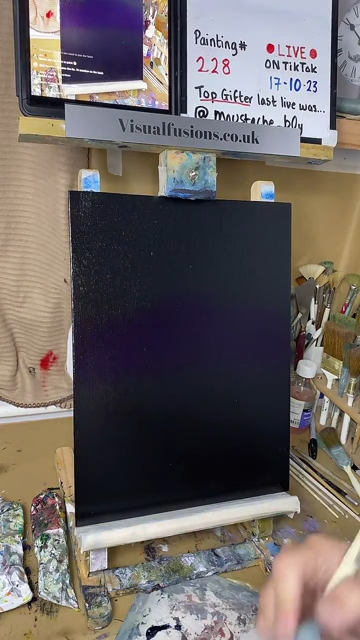 Painting#
228
LIVE
ON TikTok
17-10-23
Top Gifter last live was...
@ moustache_b0y
Visualfusions.co.uk